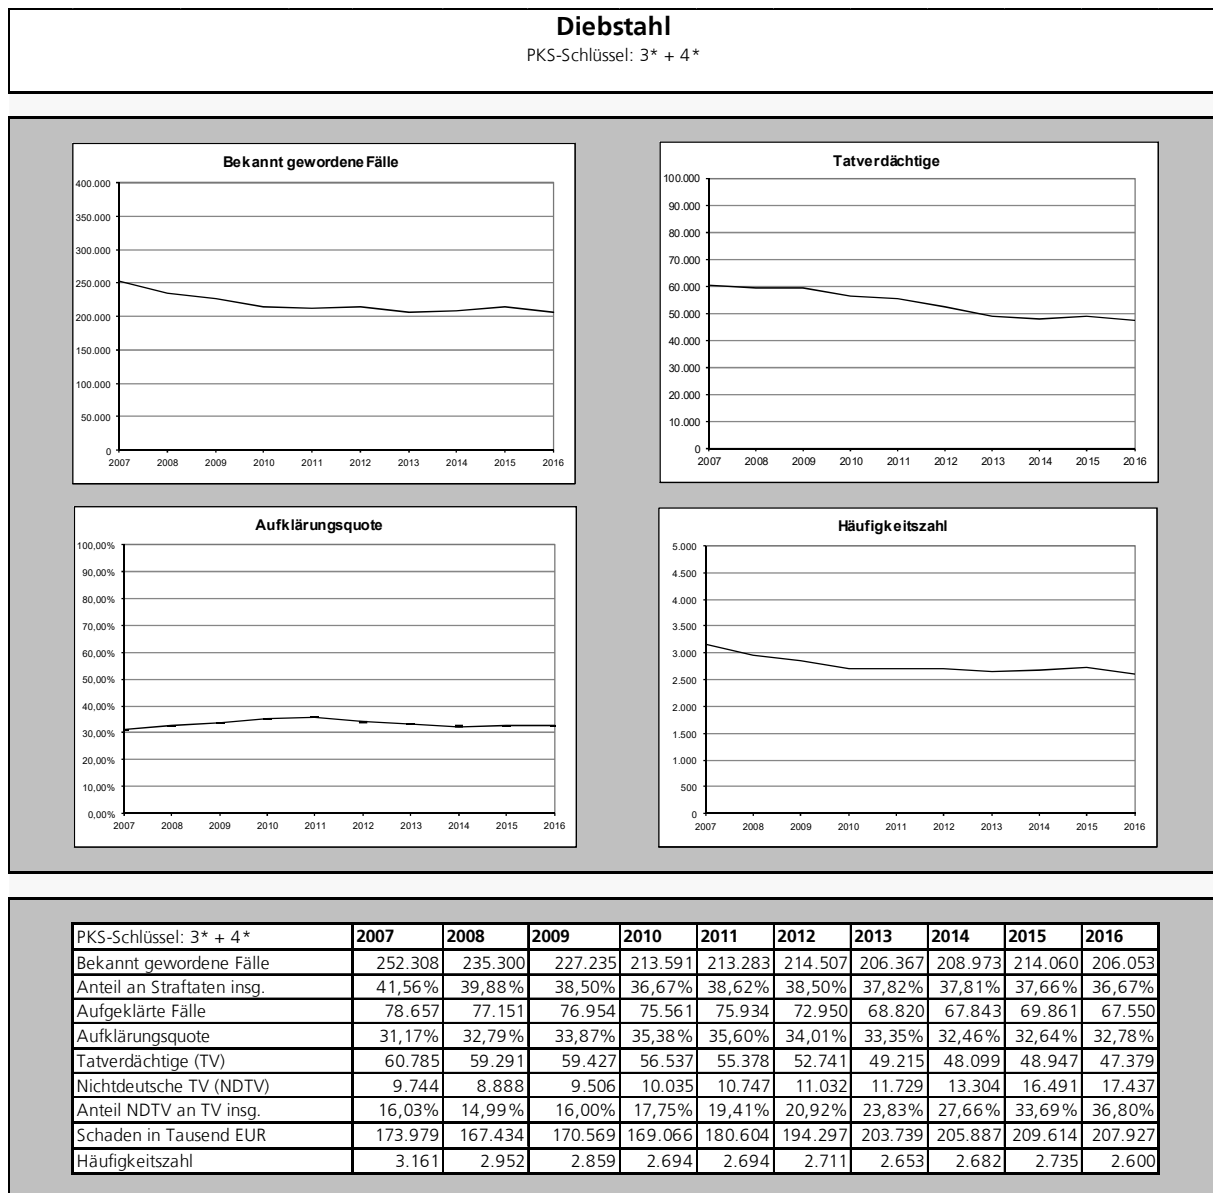 Diebstahl
PKS-Schlüssel: 3* + 4*
Bekannt gewordene Fälle
400.000
350.000
300.000
250.000
200.000
150.000
100.000
50.000
0
2007 2008 2009 2010 2011 2012 2013 2014 2015 2016
Tatverdächtige
100.000
90.000
80.000
70.000
60.000
50.000
40.000
30.000
20.000
10.000
0
2007 2008 2009 2010 2011 2012 2013 2014 2015 2016
Aufklärungsquote
100,00%
90,00%
80,00%
70,00%
60,00%
50,00%
40,00%
30,00%
20,00%
10,00%
0,00%
2007 2008 2009 2010 2011 2012 2013 2014 2015 2016
Häufigkeitszahl
5.000
4.500
4.000
3.500
3.000
2.500
2.000
1.500
1.000
500
0
2007 2008 2009 2010 2011 2012 2013 2014 2015 2016
PKS-Schlüssel: 3* + 4* 2007 2008 2009 2010 2011 2012 2013 2014 2015 2016
Bekannt gewordene Fälle 252.308 235.300 227.235 213.591 213.283 214.507 206.367 208.973 214.060 206.053
Anteil an Straftaten insg. 41,56% 39,88% 38,50% 36,67% 38,62% 38,50% 37,82% 37,81% 37,66% 36,67%
Aufgeklärte Fälle 78.657 77.151 76.954 75.561 75.934 72.950 68.820 67.843 69.861 67.550
Aufklärungsquote 31,17% 32,79% 33,87% 35,38% 35,60% 34,01% 33,35% 32,46% 32,64% 32,78%
Tatverdächtige (TV) 60.785 59.291 59.427 56.537 55.378 52.741 49.215 48.099 48.947 47.379
Nichtdeutsche TV (NDTV) 9.744 8.888 9.506 10.035 10.747 11.032 11.729 13.304 16.491 17.437
Anteil NDTV an TV insg. 16,03% 14,99% 16,00% 17,75% 19,41% 20,92% 23,83% 27,66% 33,69% 36,80%
Schaden in Tausend EUR 173.979 167.434 170.569 169.066 180.604 194.297 203.739 205.887 209.614 207.927
Häufigkeitszahl 3.161 2.952 2.859 2.694 2.694 2.711 2.653 2.682 2.735 2.600